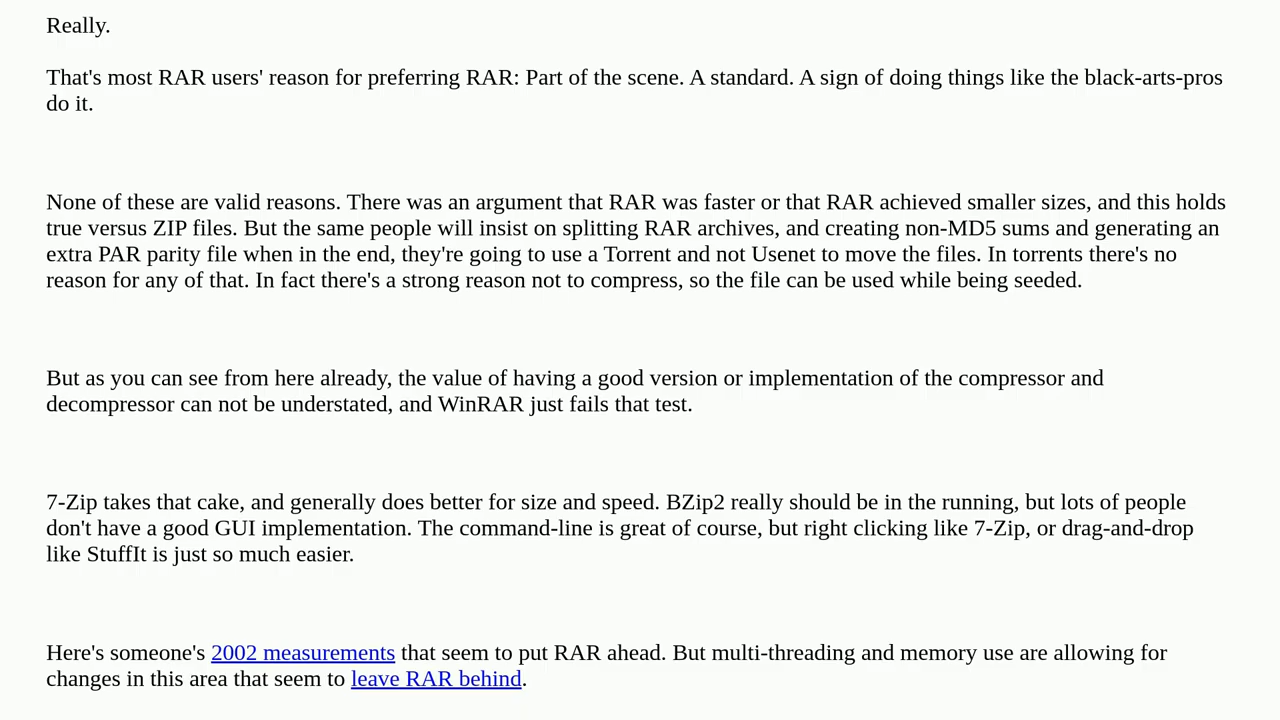 Really.
That's most RAR users' reason for preferring RAR: Part of the scene. A standard. A sign of doing things like the black-arts-pros
do it.
None of these are valid reasons. There was an argument that RAR was faster or that RAR achieved smaller sizes, and this holds
true versus ZIP files. But the same people will insist on splitting RAR archives, and creating non-MD5 sums and generating an
extra PAR parity file when in the end, they're going to use a Torrent and not Usenet to move the files. In torrents there's no
reason for any of that. In fact there's a strong reason not to compress, so the file can be used while being seeded.
But as you can see from here already, the value of having a good version or implementation of the compressor and
decompressor can not be understated, and WinRAR just fails that test.
7-Zip takes that cake, and generally does better for size and speed. BZip2 really should be in the running, but lots of people
don't have a good GUI implementation. The command-line is great of course, but right clicking like 7-Zip, or drag-and-drop
like StuffIt is just so much easier.
Here's someone's 2002 measurements that seem to put RAR ahead. But multi-threading and memory use are allowing for
changes in this area that seem to leave RAR behind.